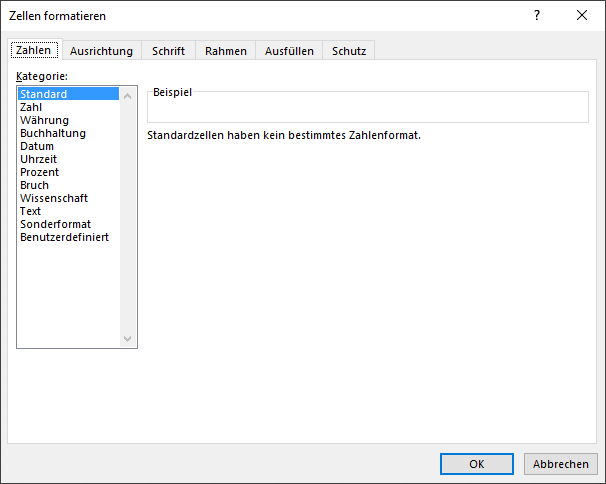 Zellen formatieren
?
Zahlen Ausrichtung Schrift Rahmen Ausfüllen Schutz
Kategorie:
Standard
Zahl
Währung
Buchhaltung
Datum
Uhrzeit
Prozent
Bruch
Wissenschaft
Text
Sonderformat
Benutzerdefiniert
Beispiel
Standardzellen haben kein bestimmtes Zahlenformat.
OK Abbrechen